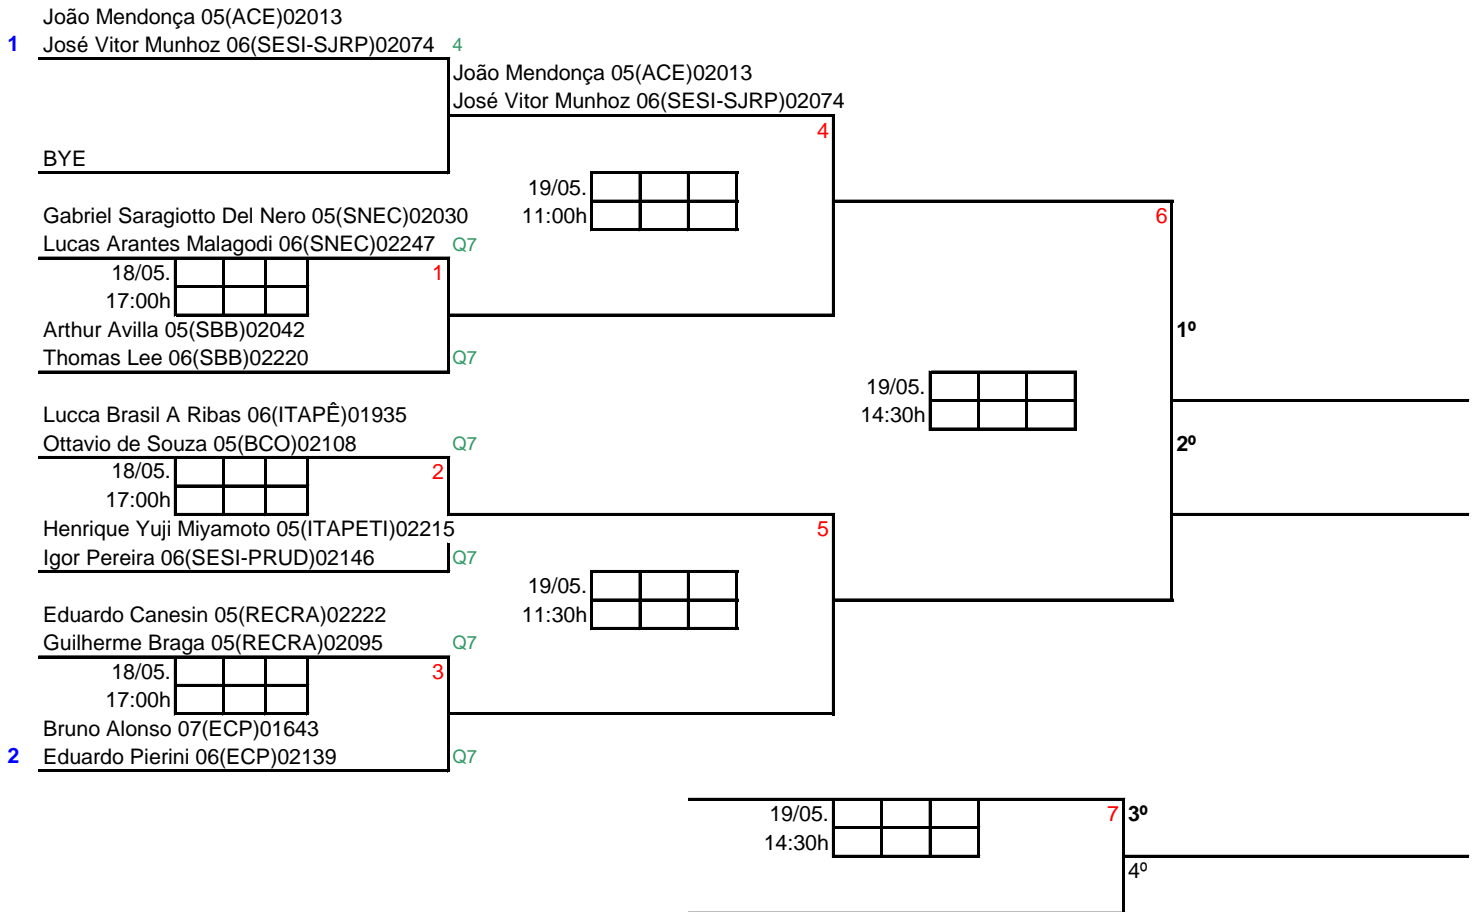 João Mendonça 05(ACE)02013
1 José Vitor Munhoz 06(SESI-SJRP)02074 4
João Mendonça 05(ACE)02013
José Vitor Munhoz 06(SESI-SJRP)02074
4
BYE
19/05.
11:00h
Gabriel Saragiotto Del Nero 05(SNEC)02030
6
Lucas Arantes Malagodi 06(SNEC)02247 Q7
18/05. 1
17:00h
Arthur Avilla 05(SBB)02042
1º
Thomas Lee 06(SBB)02220 Q7
19/05.
14:30h
Lucca Brasil A Ribas 06(ITAPÊ)01935
Ottavio de Souza 05(BCO)02108 Q7
2º
18/05. 2
17:00h
Henrique Yuji Miyamoto 05(ITAPETI)02215
5
Igor Pereira 06(SESI-PRUD)02146 Q7
19/05.
11:30h
Eduardo Canesin 05(RECRA)02222
Guilherme Braga 05(RECRA)02095 Q7
18/05. 3
17:00h
Bruno Alonso 07(ECP)01643
2 Eduardo Pierini 06(ECP)02139 Q7
19/05. 7 3º
14:30h
4º